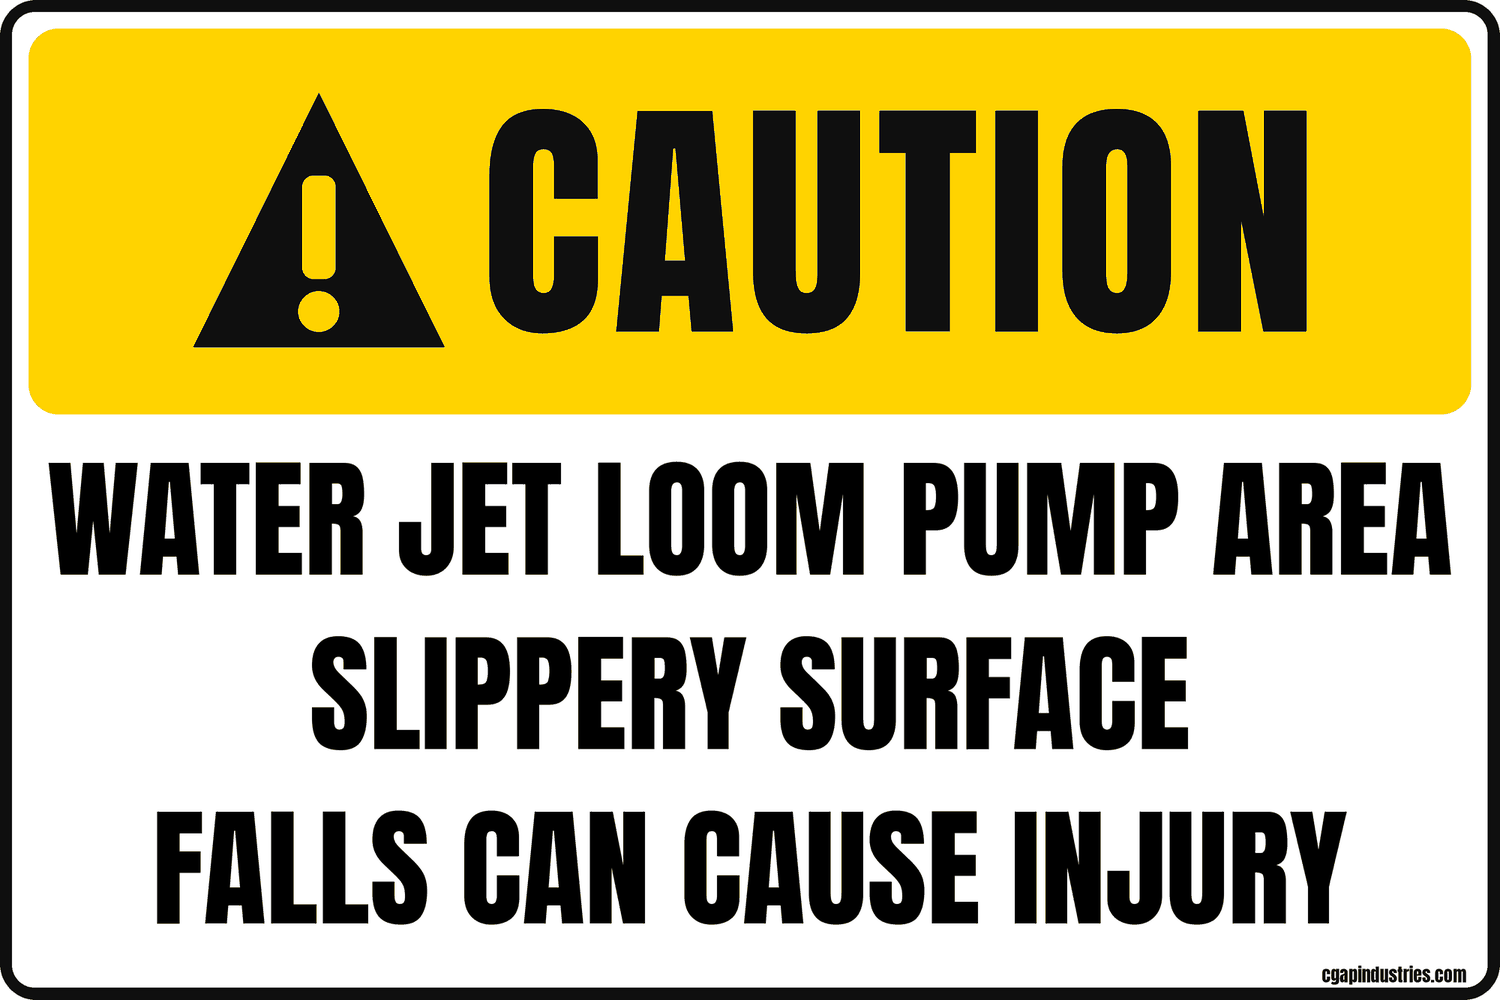 CAUTION
WATER JET LOOM PUMP AREA
SLIPPERY SURFACE
FALLS CAN CAUSE INJURY
cgapindustries.com